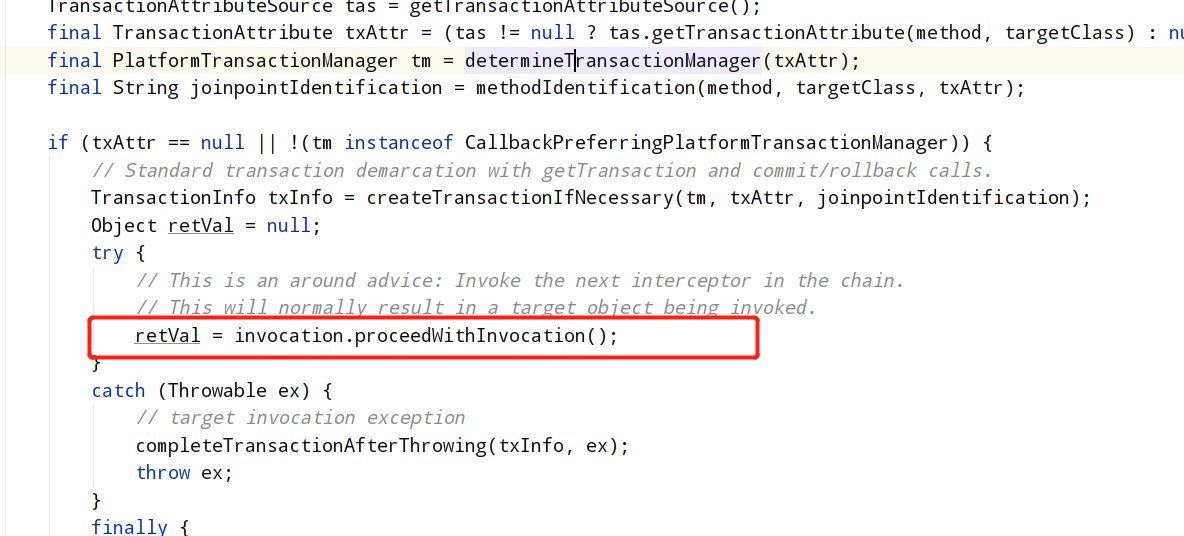 TransactionAttributeSource tas = getTransactionAttributeSource();
final TransactionAttribute txAttr = (tas != null ? tas.getTransactionAttribute(method, targetClass) :
final PlatformTransactionManager tm = determineTransactionManager(txAttr);
final String joinpointIdentification = methodIdentification(method, targetClass, txAttr);
if (txAttr == null || !(tm instanceof CallbackPreferringPlatformTransactionManager)) {
// Standard transaction demarcation with getTransaction and commit/rollback calls.
TransactionInfo txInfo = createTransactionIfNecessary(tm, txAttr, joinpointIdentification);
Object retVal = null;
try {
// This is an around advice: Invoke the next interceptor in the chain.
// This will normally result in a target object being invoked.
retVal = invocation.proceedWithInvocation();
}
catch (Throwable ex) {
// target invocation exception
completeTransactionAfterThrowing(txInfo, ex);
throw ex;
}
finally {